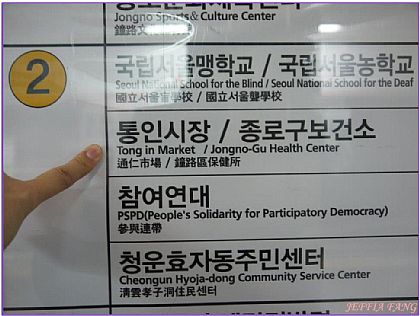 Jongno Sports & Culture Center
2
국립서울맹학교 / 국립서울농학교
Seoul National School for the Blind / Seoul National School for the Deaf
國立서울盲學校 / 國立서울聾學校
통인시장 / 종로구보건소
Tong in Market / Jongno-Gu Health Center
通仁市場 / 鐘路區保健所
참여연대
PSPD(People's Solidarity for Participatory Democracy)
參與連帶
청운효자동주민센터
Cheongun Hyoja-dong Community Service Center
淸雲孝子洞住民센터
JEFFIA FANG